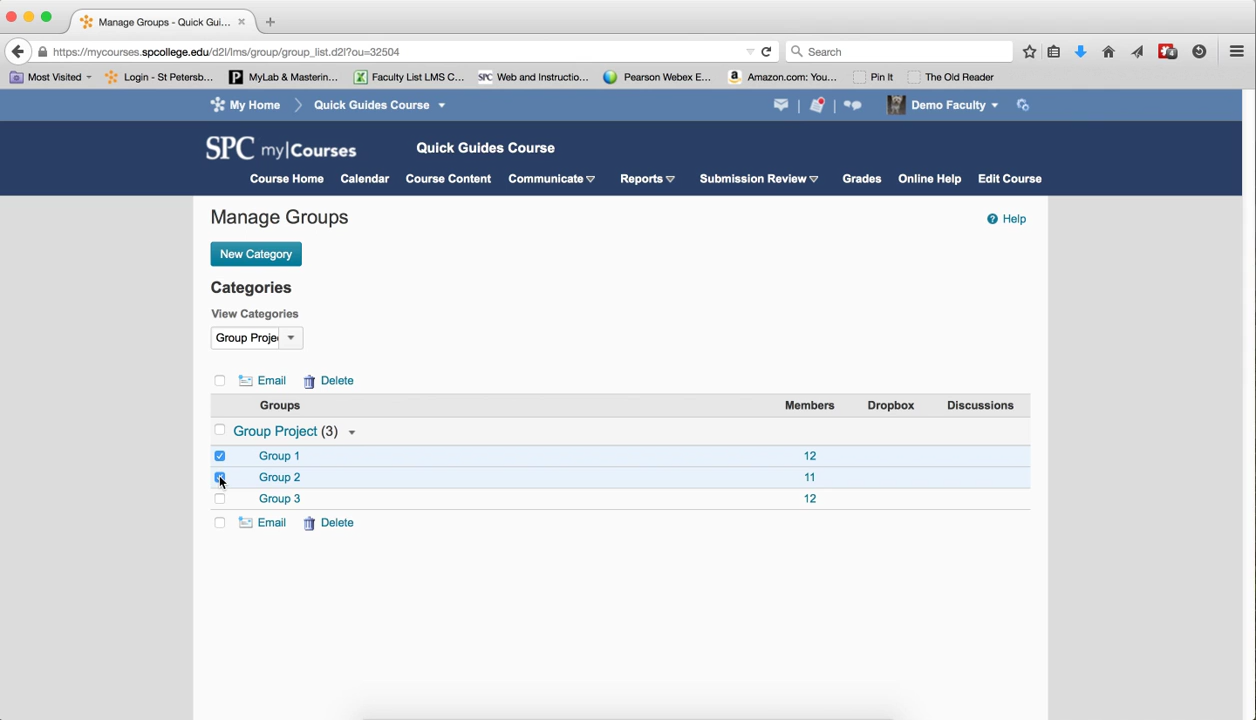 Manage Groups - Quick Gui...
https://mycourses.spcollege.edu/d2l/lms/group/group_list.d2l?ou=32504
Search
Most Visited
Login - St Petersb...
MyLab & Masterin...
Faculty List LMS C...
SPC Web and Instructio...
Pearson Webex E...
Amazon.com: You...
Pin It
The Old Reader
My Home
Quick Guides Course
Demo Faculty
SPC my|Courses
Quick Guides Course
Course Home
Calendar
Course Content
Communicate
Reports
Submission Review
Grades
Online Help
Edit Course
Manage Groups
Help
New Category
Categories
View Categories
Group Projec
Email
Delete
Groups Members Dropbox Discussions
Group Project (3)
Group 1 12
Group 2 11
Group 3 12
Email
Delete